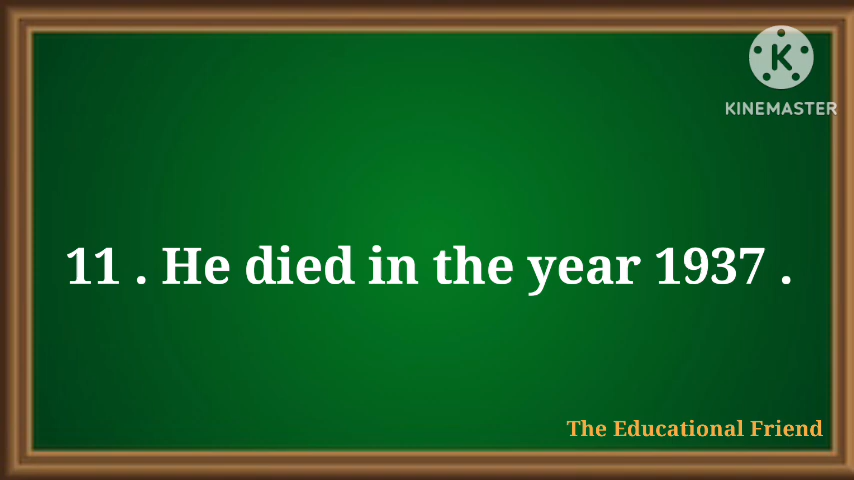 K
KINEMASTER
11 . He died in the year 1937 .
The Educational Friend